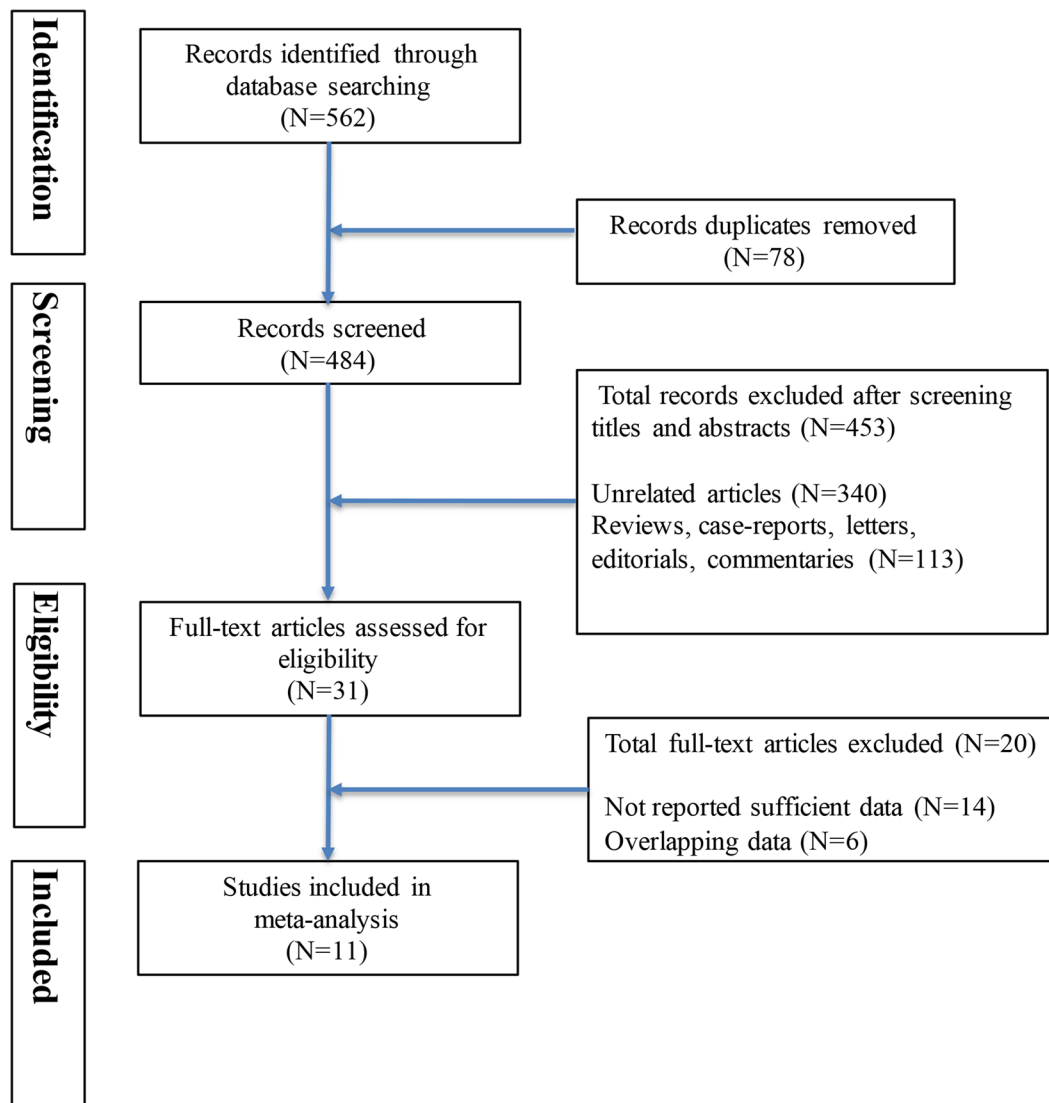 Identification
Records identified through
database searching
(N=562)
Records duplicates removed
(N=78)
Screening
Records screened
(N=484)
Total records excluded after screening
titles and abstracts (N=453)
Unrelated articles (N=340)
Reviews, case-reports, letters,
editorials, commentaries (N=113)
Eligibility
Full-text articles assessed for
eligibility
(N=31)
Total full-text articles excluded (N=20)
Not reported sufficient data (N=14)
Overlapping data (N=6)
Included
Studies included in
meta-analysis
(N=11)